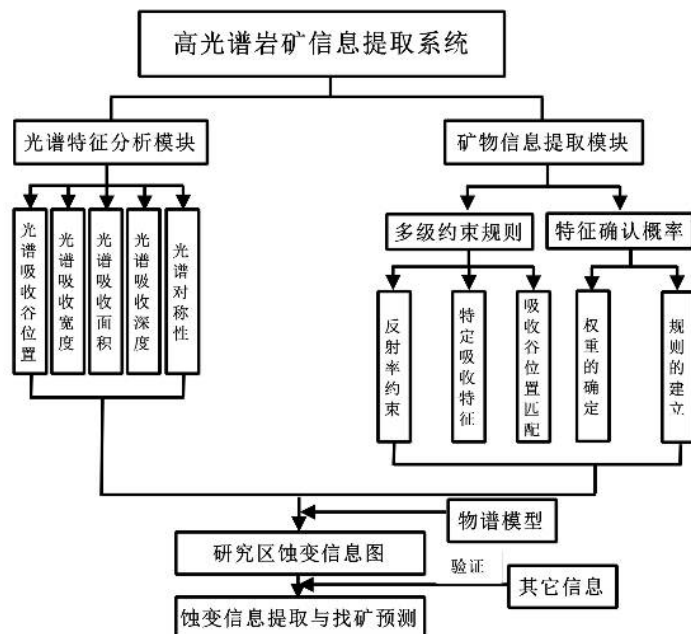 高光谱岩矿信息提取系统
光谱特征分析模块
矿物信息提取模块
多级约束规则
特征确认概率
光谱吸收谷位置
光谱吸收宽度
光谱吸收面积
光谱吸收深度
光谱对称性
反射率约束
特定吸收特征
吸收谷位置匹配
权重的确定
规则的建立
物谱模型
研究区蚀变信息图
验证
其它信息
蚀变信息提取与找矿预测